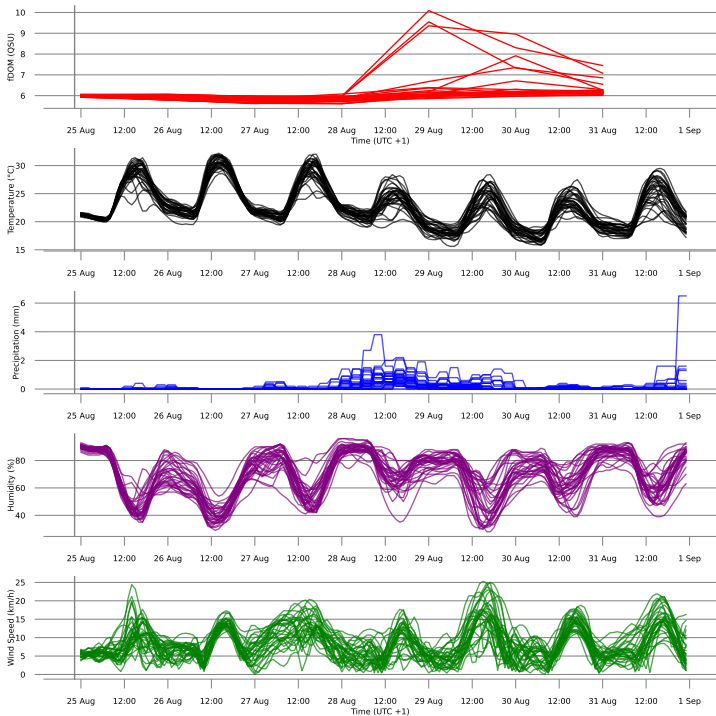 fDOM (QSU)
10
9
8
7
6
25 Aug 12:00 26 Aug 12:00 27 Aug 12:00 28 Aug 12:00 29 Aug 12:00 30 Aug 12:00 31 Aug 12:00 1 Sep
Time (UTC +1)
Temperature (°C)
30
25
20
15
25 Aug 12:00 26 Aug 12:00 27 Aug 12:00 28 Aug 12:00 29 Aug 12:00 30 Aug 12:00 31 Aug 12:00 1 Sep
Precipitation (mm)
6
4
2
0
25 Aug 12:00 26 Aug 12:00 27 Aug 12:00 28 Aug 12:00 29 Aug 12:00 30 Aug 12:00 31 Aug 12:00 1 Sep
Humidity (%)
80
60
40
25 Aug 12:00 26 Aug 12:00 27 Aug 12:00 28 Aug 12:00 29 Aug 12:00 30 Aug 12:00 31 Aug 12:00 1 Sep
Wind Speed (km/h)
25
20
15
10
5
0
25 Aug 12:00 26 Aug 12:00 27 Aug 12:00 28 Aug 12:00 29 Aug 12:00 30 Aug 12:00 31 Aug 12:00 1 Sep
Time (UTC +1)